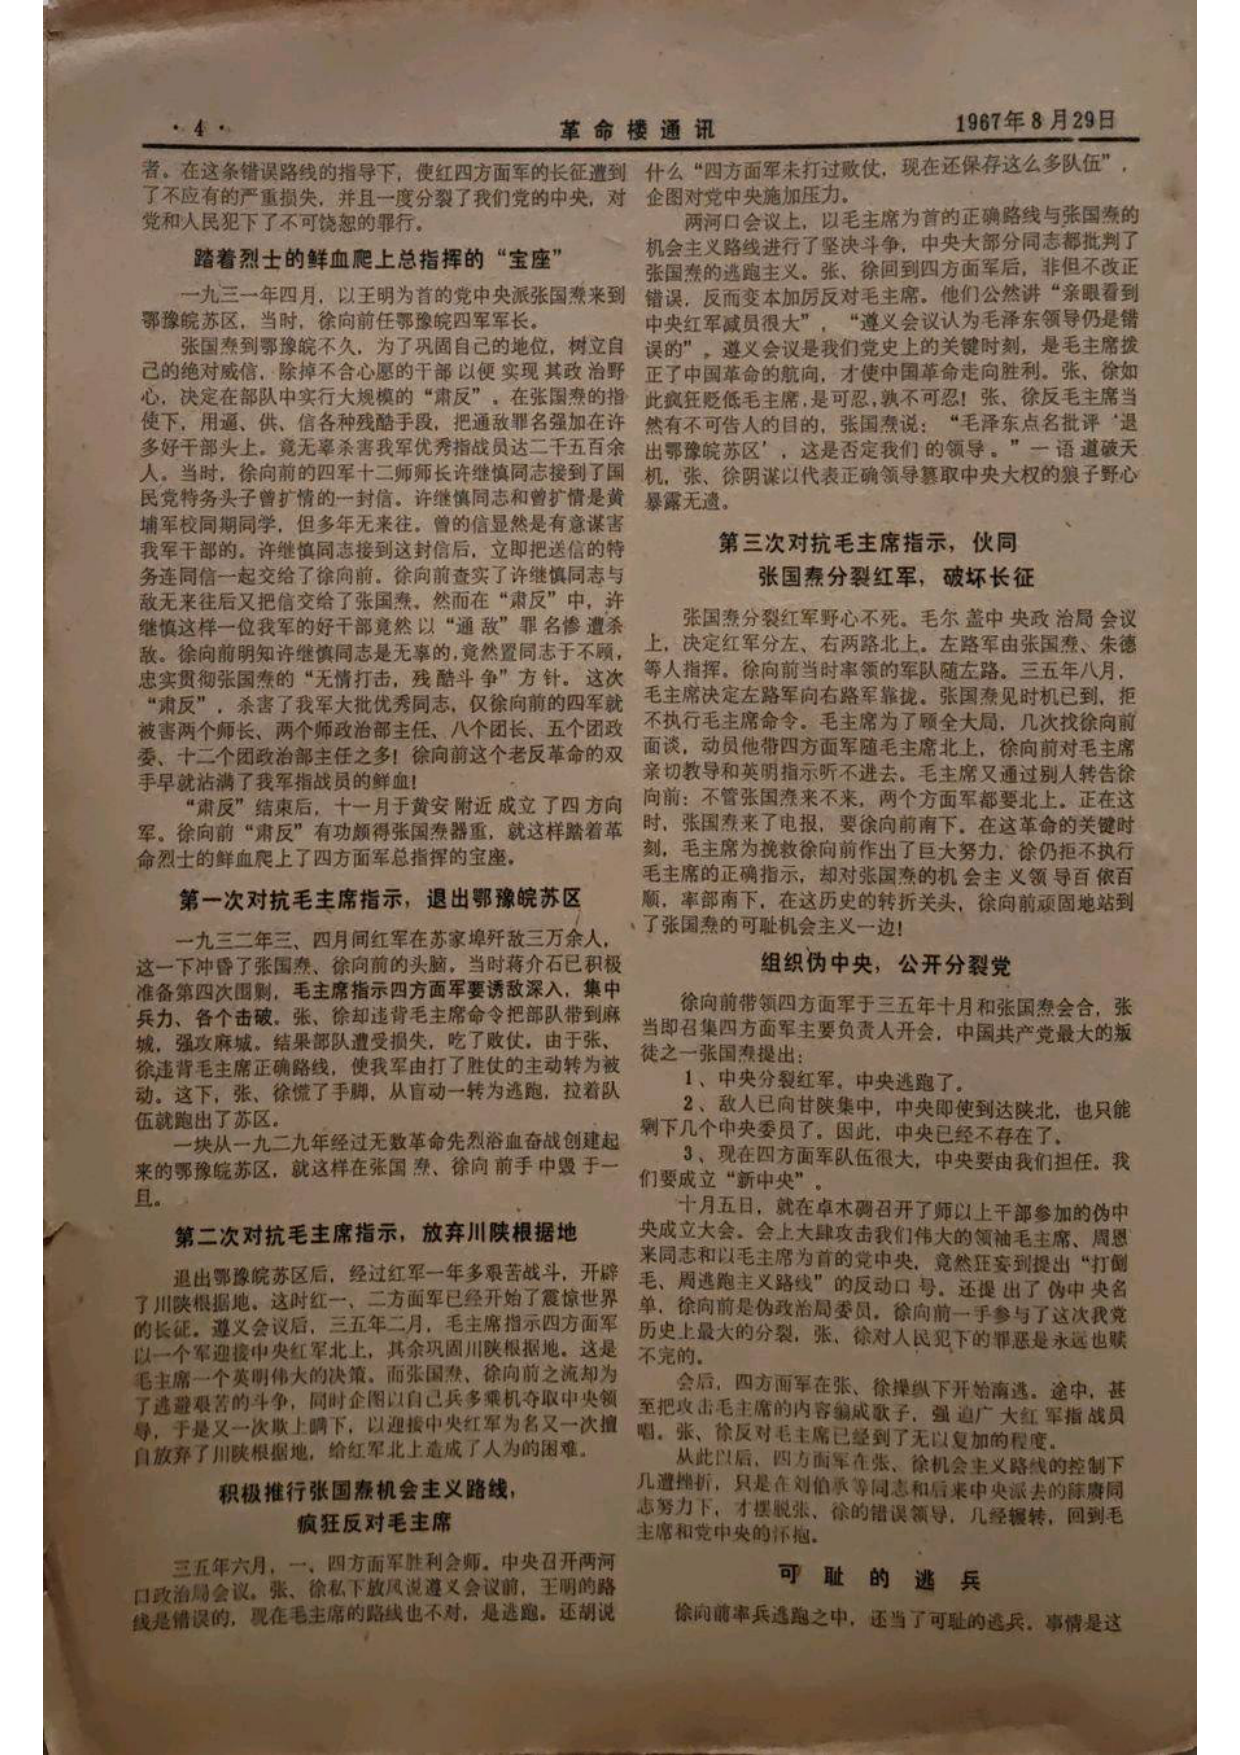 ·4·
革命楼通讯
1967年8月29日
者。在这条错误路线的指导下，使红四方面军的长征遭到
了不应有的严重损失，并且一度分裂了我们党的中央，对
党和人民犯下了不可饶恕的罪行。
踏着烈士的鲜血爬上总指挥的“宝座”
一九三一年四月，以王明为首的党中央派张国焘来到
鄂豫皖苏区，当时，徐向前任鄂豫皖四军军长。
张国焘到鄂豫皖不久，为了巩固自己的地位，树立自
己的绝对威信，除掉不合心愿的干部以便实现其政治野
心，决定在部队中实行大规模的“肃反”。在张国焘的指
使下，用逼、供、信各种残酷手段，把通敌罪名强加在许
多好干部头上。竟无辜杀害我军优秀指战员达二千五百余
人。当时，徐向前的四军十二师师长许继慎同志接到了国
民党特务头子曾扩情的一封信。许继慎同志和曾扩情是黄
埔军校同期同学，但多年无来往。曾的信显然是有意谋害
我军干部的。许继慎同志接到这封信后，立即把送信的特
务连同信一起交给了徐向前。徐向前查实了许继慎同志与
敌无来往后又把信交给了张国焘。然而在“肃反”中，许
继慎这样一位我军的好干部竟然以“通敌”罪名惨遭杀
敌。徐向前明知许继慎同志是无辜的，竟然置同志于不顾，
忠实贯彻张国焘的“无情打击，残酷斗争”方针。这次
“肃反”，杀害了我军大批优秀同志，仅徐向前的四军就
被害两个师长、两个师政治部主任、八个团长、五个团政
委、十二个团政治部主任之多！徐向前这个老反革命的双
手早就沾满了我军指战员的鲜血！
“肃反”结束后，十一月于黄安附近成立了四方向
军。徐向前“肃反”有功颇得张国焘器重，就这样踏着革
命烈士的鲜血爬上了四方面军总指挥的宝座。
第一次对抗毛主席指示，退出鄂豫皖苏区
一九三二年三、四月间红军在苏家埠歼敌三万余人，
这一下冲昏了张国焘、徐向前的头脑。当时蒋介石已积极
准备第四次围剿，毛主席指示四方面军要诱敌深入，集中
兵力、各个击破。张、徐却违背毛主席命令把部队带到麻
城，强攻麻城。结果部队遭受损失，吃了败仗。由于张、
徐违背毛主席正确路线，使我军由打了胜仗的主动转为被
动。这下，张、徐慌了手脚，从盲动一转为逃跑，拉着队
伍就跑出了苏区。
一块从一九二九年经过无数革命先烈浴血奋战创建起
来的鄂豫皖苏区，就这样在张国焘、徐向前手中毁于一
旦。
第二次对抗毛主席指示，放弃川陕根据地
退出鄂豫皖苏区后，经过红军一年多艰苦战斗，开辟
了川陕根据地。这时红一、二方面军已经开始了震惊世界
的长征。遵义会议后，三五年二月，毛主席指示四方面军
以一个军迎接中央红军北上，其余巩固川陕根据地。这是
毛主席一个英明伟大的决策。而张国焘、徐向前之流却为
了逃避艰苦的斗争，同时企图以自己兵多乘机夺取中央领
导，于是又一次欺上瞒下，以迎接中央红军为名又一次擅
自放弃了川陕根据地，给红军北上造成了人为的困难。
积极推行张国焘机会主义路线，
疯狂反对毛主席
三五年六月，一、四方面军胜利会师。中央召开两河
口政治局会议。张、徐私下放风说遵义会议前，王明的路
线是错误的，现在毛主席的路线也不对，是逃跑。还胡说
什么“四方面军未打过败仗，现在还保存这么多队伍”，
企图对党中央施加压力。
两河口会议上，以毛主席为首的正确路线与张国焘的
机会主义路线进行了坚决斗争，中央大部分同志都批判了
张国焘的逃跑主义。张、徐回到四方面军后，非但不改正
错误，反而变本加厉反对毛主席。他们公然讲“亲眼看到
中央红军减员很大”，“遵义会议认为毛泽东领导仍是错
误的”。遵义会议是我们党史上的关键时刻，是毛主席拨
正了中国革命的航向，才使中国革命走向胜利。张、徐如
此疯狂贬低毛主席，是可忍，孰不可忍！张、徐反毛主席当
然有不可告人的目的，张国焘说：“毛泽东点名批评‘退
出鄂豫皖苏区’，这是否定我们的领导。”一语道破天
机，张、徐阴谋以代表正确领导篡取中央大权的狼子野心
暴露无遗。
第三次对抗毛主席指示，伙同
张国焘分裂红军，破坏长征
张国焘分裂红军野心不死。毛尔盖中央政治局会议
上，决定红军分左、右两路北上。左路军由张国焘、朱德
等人指挥。徐向前当时率领的军队随左路。三五年八月，
毛主席决定左路军向右路军靠拢。张国焘见时机已到，拒
不执行毛主席命令。毛主席为了顾全大局，几次找徐向前
面谈，动员他带四方面军随毛主席北上，徐向前对毛主席
亲切教导和英明指示听不进去。毛主席又通过别人转告徐
向前：不管张国焘来不来，两个方面军都要北上。正在这
时，张国焘来了电报，要徐向前南下。在这革命的关键时
刻，毛主席为挽救徐向前作出了巨大努力，徐仍拒不执行
毛主席的正确指示，却对张国焘的机会主义领导百依百
顺，率部南下，在这历史的转折关头，徐向前顽固地站到
了张国焘的可耻机会主义一边！
组织伪中央，公开分裂党
徐向前带领四方面军于三五年十月和张国焘会合，张
当即召集四方面军主要负责人开会，中国共产党最大的叛
徒之一张国焘提出：
1、中央分裂红军。中央逃跑了。
2、敌人已向甘陕集中，中央即使到达陕北，也只能
剩下几个中央委员了。因此，中央已经不存在了。
3、现在四方面军队伍很大，中央要由我们担任。我
们要成立“新中央”。
十月五日，就在卓木碉召开了师以上干部参加的伪中
央成立大会。会上大肆攻击我们伟大的领袖毛主席、周恩
来同志和以毛主席为首的党中央，竟然狂妄到提出“打倒
毛、周逃跑主义路线”的反动口号。还提出了伪中央名
单，徐向前是伪政治局委员。徐向前一手参与了这次我党
历史上最大的分裂，张、徐对人民犯下的罪恶是永远也赎
不完的。
会后，四方面军在张、徐操纵下开始南逃。途中，甚
至把攻击毛主席的内容编成歌子，强迫广大红军指战员
唱。张、徐反对毛主席已经到了无以复加的程度。
从此以后，四方面军在张、徐机会主义路线的控制下
几遭挫折，只是在刘伯承等同志和后来中央派去的陈赓同
志努力下，才摆脱张、徐的错误领导，几经辗转，回到毛
主席和党中央的怀抱。
可耻的逃兵
徐向前率兵逃跑之中，还当了可耻的逃兵。事情是这